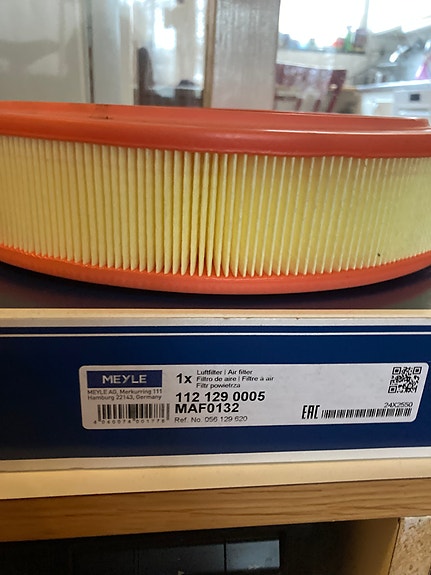 MEYLE
MEYLE AG, Merkurring 111
Hamburg 22143, Germany
1x
Luftfilter | Air filter
Filtro de aire | Filtre à air
Filtr powietrza
112 129 0005
MAF0132
Ref. No. 056 129 620
EAC
24X2550